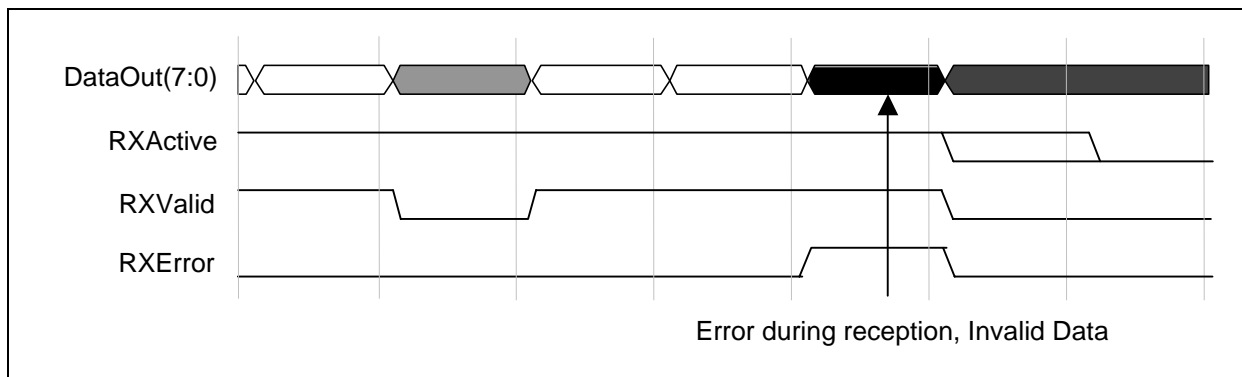 DataOut(7:0)
RXActive
RXValid
RXError
Error during reception, Invalid Data